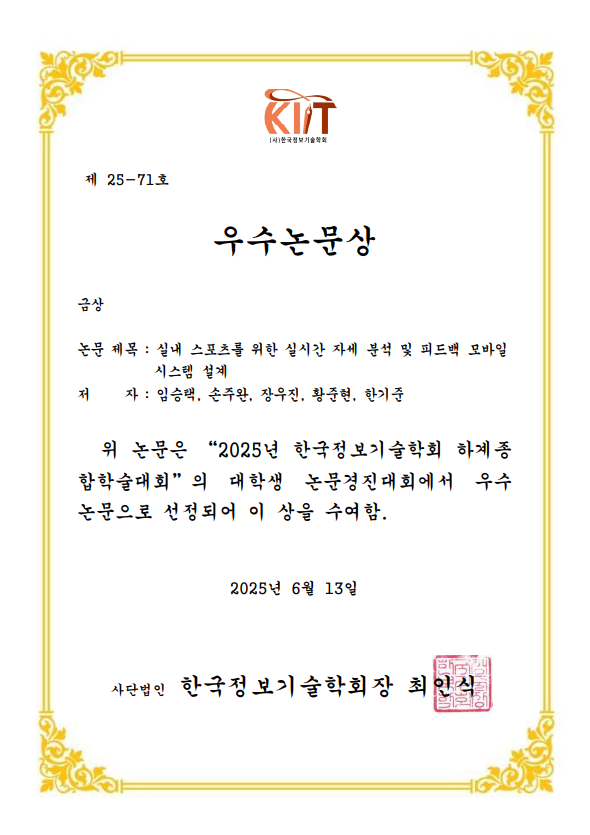 KIIT
(사)한국정보기술학회
제 25-71호
우수논문상
금상
논문 제목 : 실내 스포츠를 위한 실시간 자세 분석 및 피드백 모바일
시스템 설계
저 자 : 임승택, 손주완, 장우진, 황준현, 한기준
위 논문은 “2025년 한국정보기술학회 하계종
합학술대회”의 대학생 논문경진대회에서 우수
논문으로 선정되어 이 상을 수여함.
2025년 6월 13일
사단법인 한국정보기술학회장 최인식